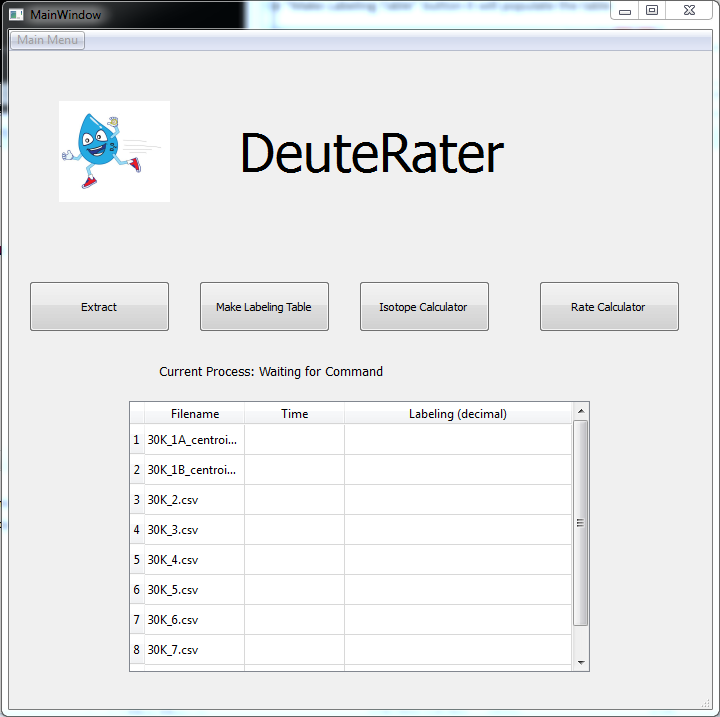 MainWindow
"Make Labeling Table" button it will populate the table
Main Menu
DeuteRater
Extract
Make Labeling Table
Isotope Calculator
Rate Calculator
Current Process: Waiting for Command
Filename Time Labeling (decimal)
1 30K_1A_centroi...
2 30K_1B_centroi...
3 30K_2.csv
4 30K_3.csv
5 30K_4.csv
6 30K_5.csv
7 30K_6.csv
8 30K_7.csv